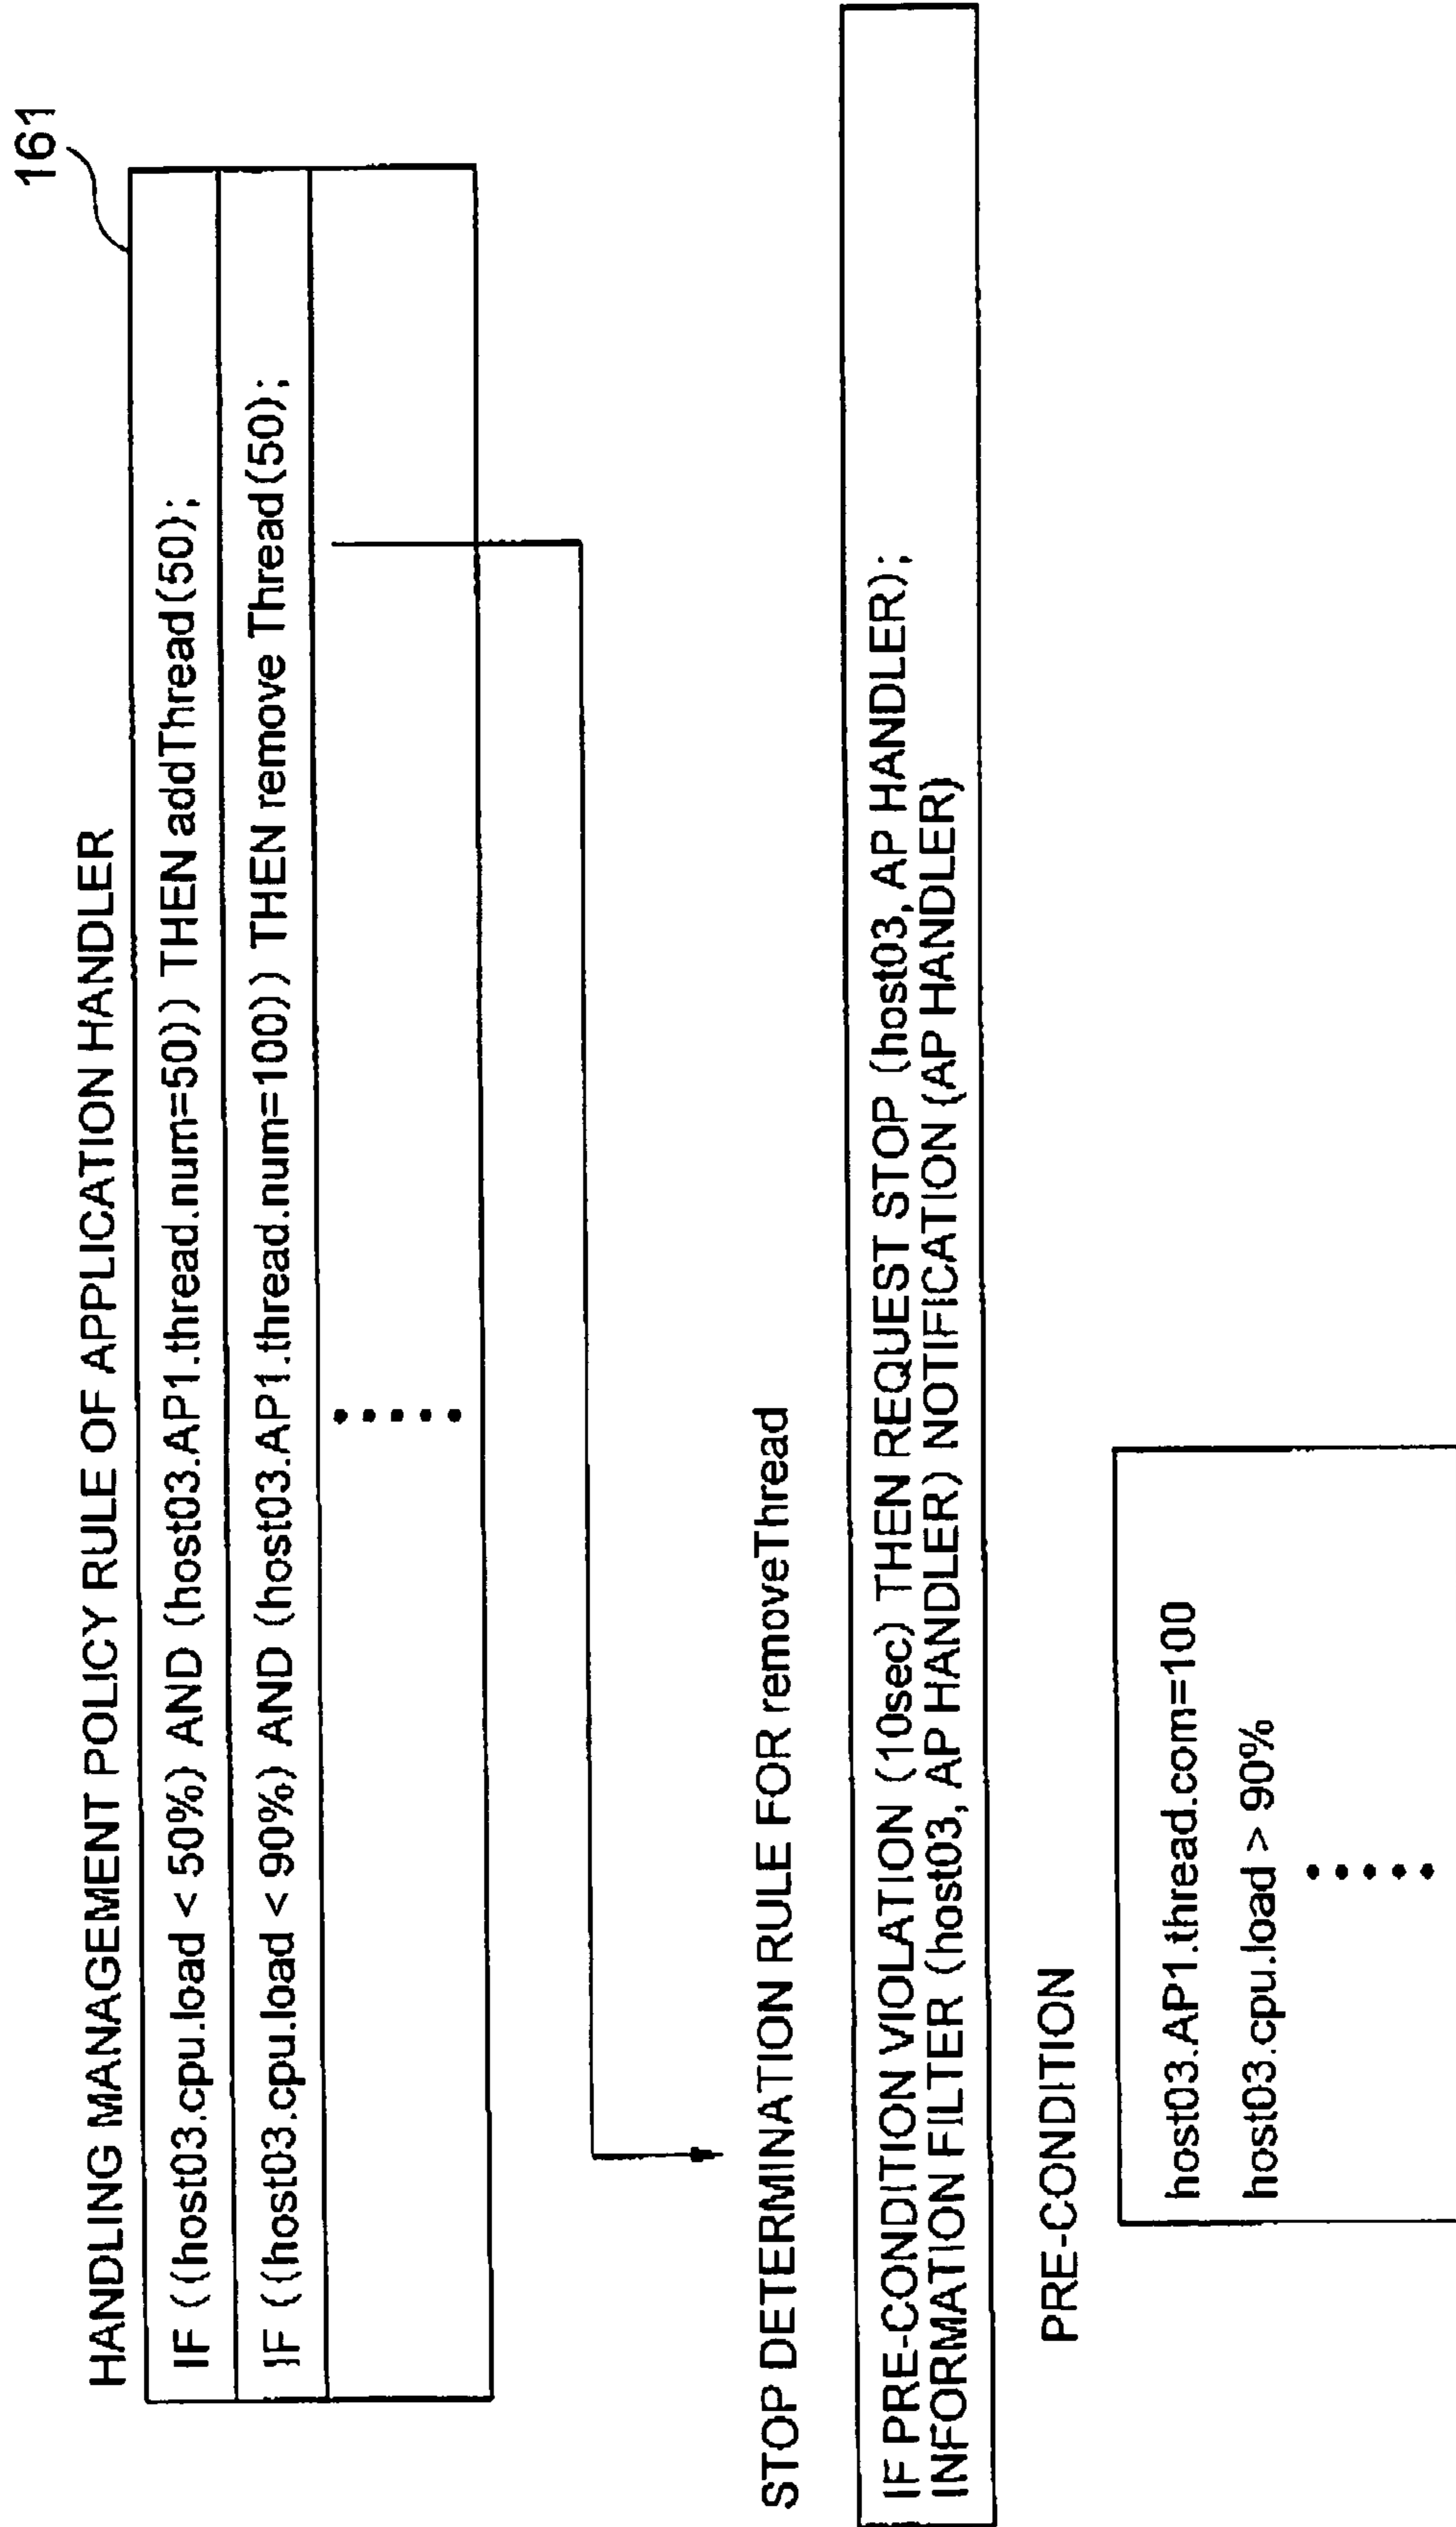 161
HANDLING MANAGEMENT POLICY RULE OF APPLICATION HANDLER
IF ((host03.cpu.load < 50%) AND (host03.AP1.thread.num=50)) THEN addThread(50);
IF ((host03.cpu.load < 90%) AND (host03.AP1.thread.num=100)) THEN remove Thread(50);
STOP DETERMINATION RULE FOR removeThread
IF PRE-CONDITION VIOLATION (10sec) THEN REQUEST STOP (host03, AP HANDLER);
INFORMATION FILTER (host03, AP HANDLER) NOTIFICATION (AP HANDLER)
PRE-CONDITION
host03.AP1.thread.com=100
host03.cpu.load > 90%